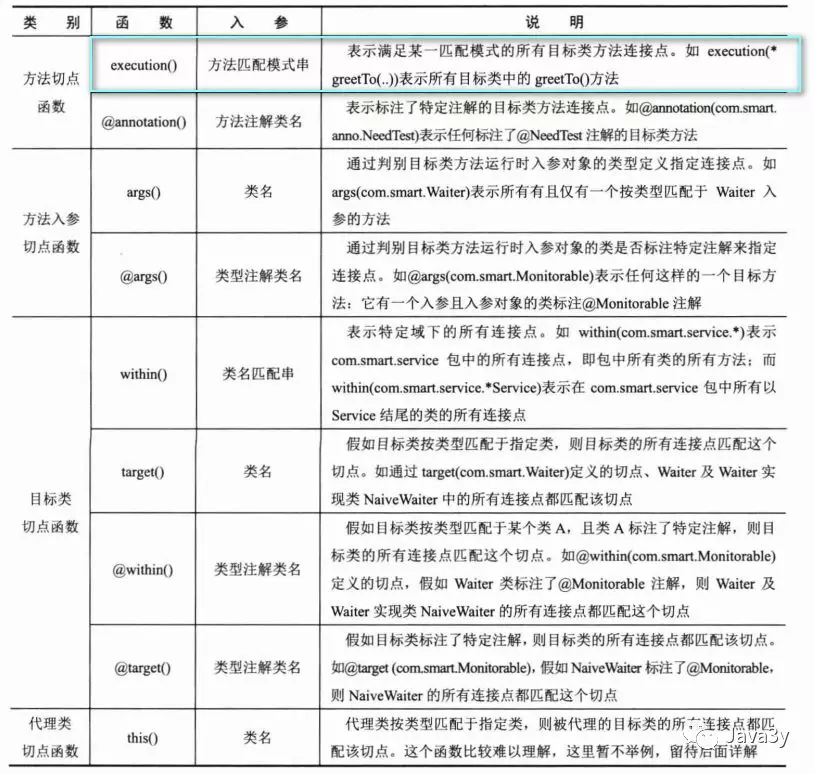 类 别 函 数 入 参 说 明
方法切点
函数
execution() 方法匹配模式串
表示满足某一匹配模式的所有目标类方法连接点。如 execution(*
greetTo(..))表示所有目标类中的 greetTo()方法
@annotation() 方法注解类名
表示标注了特定注解的目标类方法连接点。如@annotation(com.smart.
anno.NeedTest)表示任何标注了@NeedTest 注解的目标类方法
方法入参
切点函数
args() 类名
通过判别目标类方法运行时入参对象的类型定义指定连接点。如
args(com.smart.Waiter)表示所有有且仅有一个按类型匹配于 Waiter 入
参的方法
@args() 类型注解类名
通过判别目标类方法运行时入参对象的类是否标注特定注解来指定
连接点。如@args(com.smart.Monitorable)表示任何这样的一个目标方
法：它有一个入参且入参对象的类标注@Monitorable 注解
目标类
切点函数
within() 类名匹配串
表示特定域下的所有连接点。如 within(com.smart.service.*)表示
com.smart.service 包中的所有连接点，即包中所有类的所有方法；而
within(com.smart.service.*Service)表示在 com.smart.service 包中所有以
Service 结尾的类的所有连接点
target() 类名
假如目标类按类型匹配于指定类，则目标类的所有连接点匹配这个
切点。如通过 target(com.smart.Waiter)定义的切点、Waiter 及 Waiter 实
现类 NaiveWaiter 中的所有连接点都匹配该切点
@within() 类型注解类名
假如目标类按类型匹配于某个类 A，且类 A 标注了特定注解，则目
标类的所有连接点匹配这个切点。如@within(com.smart.Monitorable)
定义的切点，假如 Waiter 类标注了@Monitorable 注解，则 Waiter 及
Waiter 实现类 NaiveWaiter 的所有连接点都匹配这个切点
@target() 类型注解类名
假如目标类标注了特定注解，则目标类的所有连接点都匹配该切点。
如@target (com.smart.Monitorable)，假如 NaiveWaiter 标注了@Monitorable，
则 NaiveWaiter 的所有连接点都匹配这个切点
代理类
切点函数
this() 类名
代理类按类型匹配于指定类，则被代理的目标类的所有连接点都匹
配该切点。这个函数比较难以理解，这里暂不举例，留待后面详解
Java3y